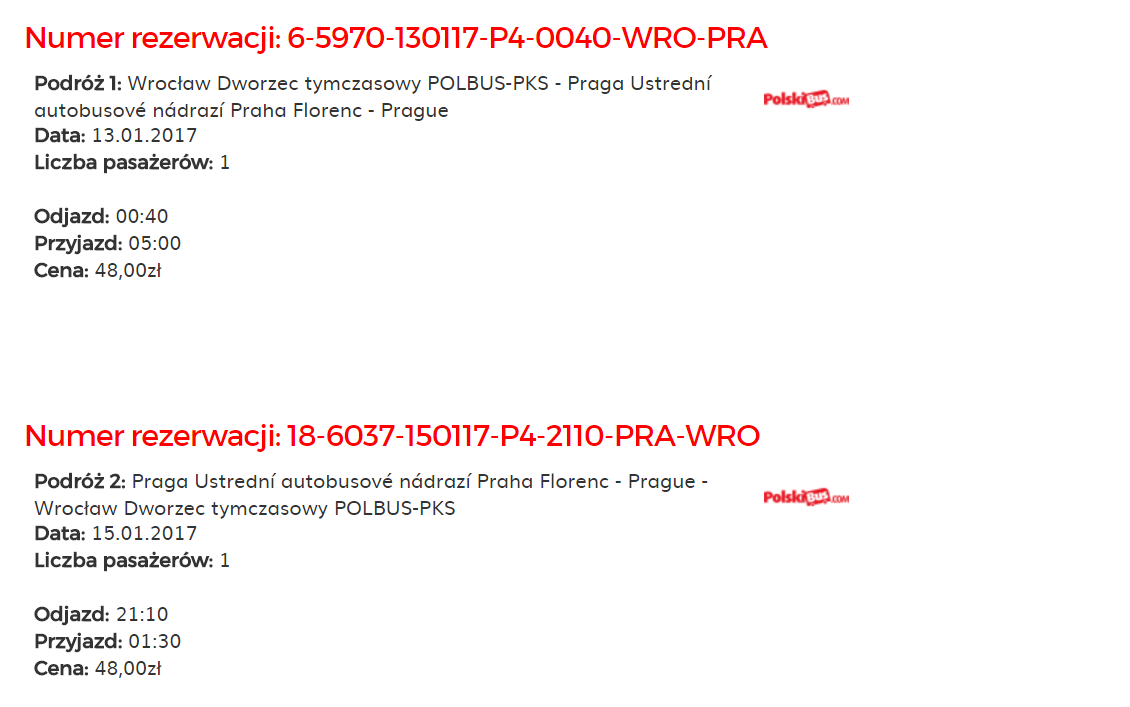 Numer rezerwacji: 6-5970-130117-P4-0040-WRO-PRA
Podróż 1: Wrocław Dworzec tymczasowy POLBUS-PKS - Praga Ustrední
autobusové nádrazí Praha Florenc - Prague
PolskiBus.com
Data: 13.01.2017
Liczba pasażerów: 1
Odjazd: 00:40
Przyjazd: 05:00
Cena: 48,00zł
Numer rezerwacji: 18-6037-150117-P4-2110-PRA-WRO
Podróż 2: Praga Ustrední autobusové nádrazí Praha Florenc - Prague -
Wrocław Dworzec tymczasowy POLBUS-PKS
PolskiBus.com
Data: 15.01.2017
Liczba pasażerów: 1
Odjazd: 21:10
Przyjazd: 01:30
Cena: 48,00zł